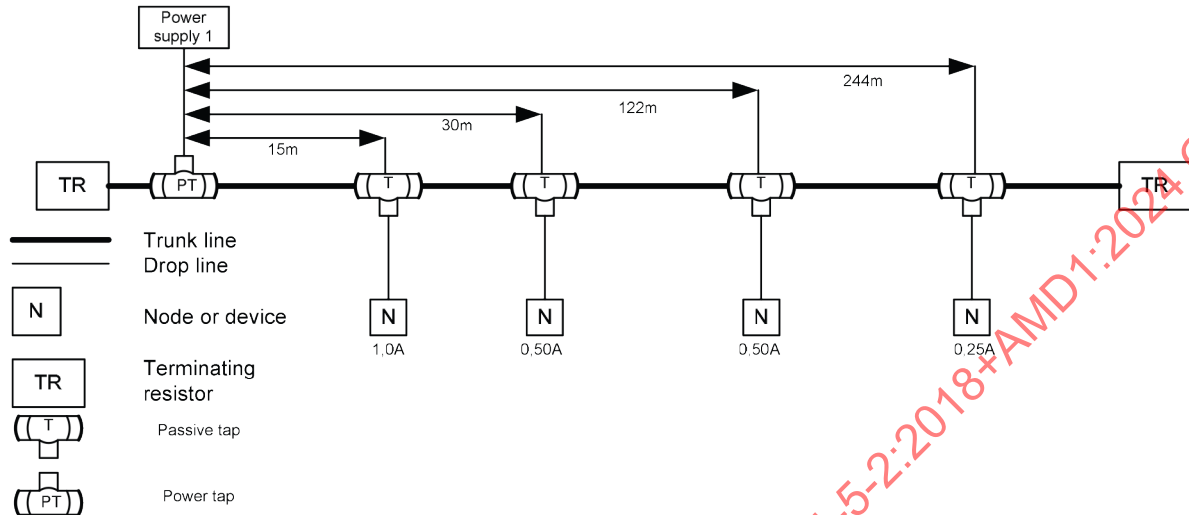 Power
supply 1
244m
122m
30m
15m
TR
PT
T
T
T
T
TR
Trunk line
Drop line
N
Node or device
N
N
N
N
1,0A
0,50A
0,50A
0,25A
TR
Terminating
resistor
T
Passive tap
PT
Power tap
5-2:2018+AMD1:2024